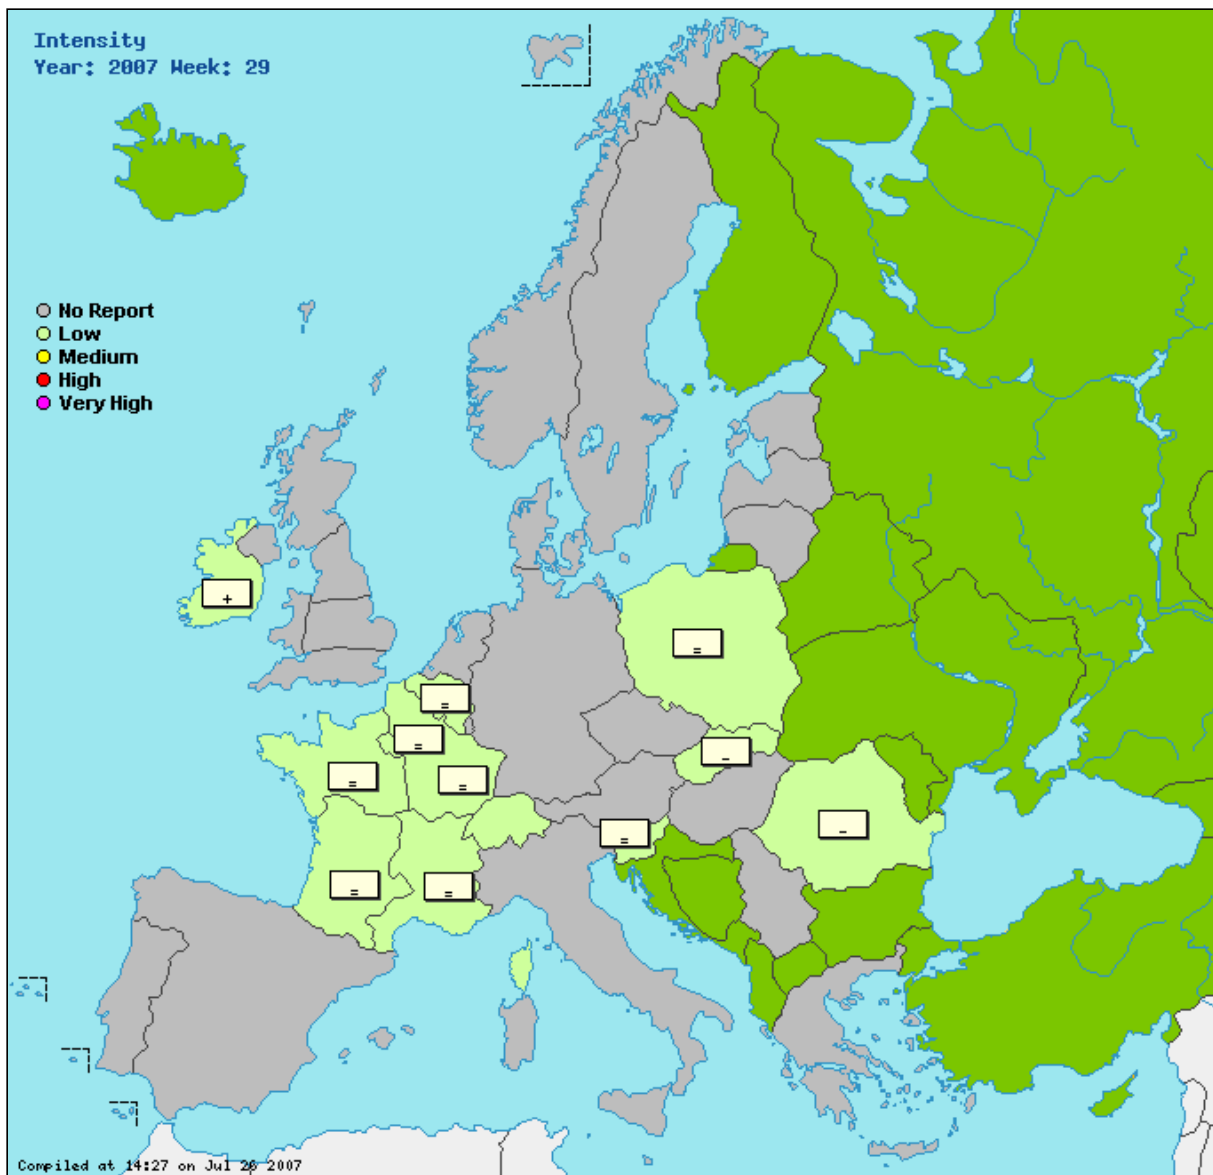 Intensity
Year: 2007 Week: 29
No Report
Low
Medium
High
Very High
+
=
=
=
=
=
-
=
-
=
=
Compiled at 14:27 on Jul 26 2007